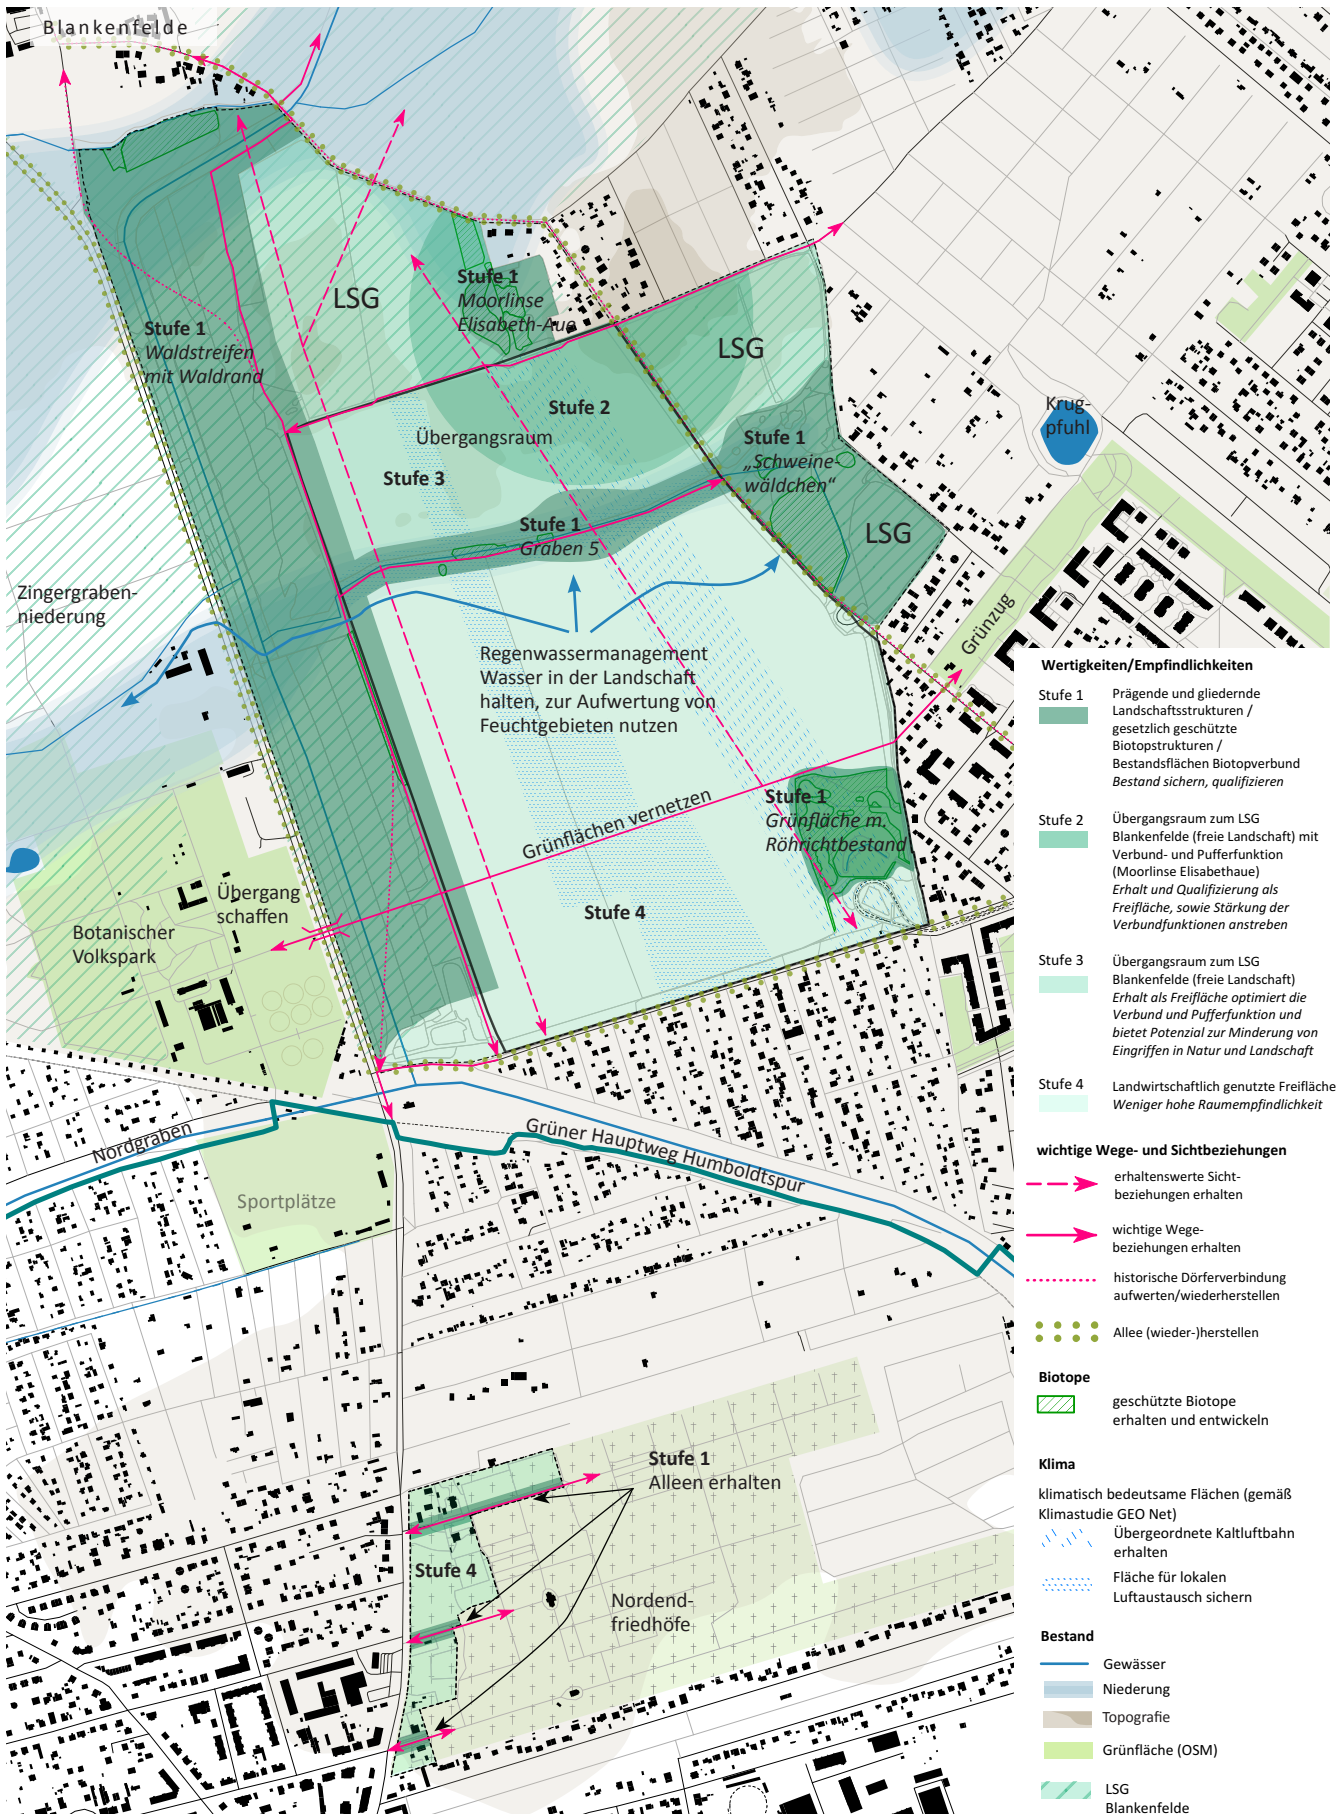 Blankenfelde
LSG
Stufe 1
Moorlinse
Elisabeth-Aue
Stufe 1
Waldstreifen
mit Waldrand
LSG
Stufe 2
Übergangsraum
Stufe 3
Krug-
pfuhl
Stufe 1
„Schweine-
wäldchen“
Stufe 1
Graben 5
LSG
Zingergraben-
niederung
Grünzug
Regenwassermanagement
Wasser in der Landschaft
halten, zur Aufwertung von
Feuchtgebieten nutzen
Grünflächen vernetzen
Stufe 1
Grünfläche m.
Röhrichtbestand
Übergang
schaffen
Botanischer
Volkspark
Stufe 4
Nordgraben
Grüner Hauptweg Humboldtspur
Sportplätze
Stufe 1
Alleen erhalten
Stufe 4
Nordend-
friedhöfe
Wertigkeiten/Empfindlichkeiten
Stufe 1
Prägende und gliedernde
Landschaftsstrukturen /
gesetzlich geschützte
Biotopstrukturen /
Bestandsflächen Biotopverbund
Bestand sichern, qualifizieren
Stufe 2
Übergangsraum zum LSG
Blankenfelde (freie Landschaft) mit
Verbund- und Pufferfunktion
(Moorlinse Elisabethaue)
Erhalt und Qualifizierung als
Freifläche, sowie Stärkung der
Verbundfunktionen anstreben
Stufe 3
Übergangsraum zum LSG
Blankenfelde (freie Landschaft)
Erhalt als Freifläche optimiert die
Verbund und Pufferfunktion und
bietet Potenzial zur Minderung von
Eingriffen in Natur und Landschaft
Stufe 4
Landwirtschaftlich genutzte Freifläche
Weniger hohe Raumempfindlichkeit
wichtige Wege- und Sichtbeziehungen
erhaltenswerte Sicht-
beziehungen erhalten
wichtige Wege-
beziehungen erhalten
historische Dörferverbindung
aufwerten/wiederherstellen
Allee (wieder-)herstellen
Biotope
geschützte Biotope
erhalten und entwickeln
Klima
klimatisch bedeutsame Flächen (gemäß
Klimastudie GEO Net)
Übergeordnete Kaltluftbahn
erhalten
Fläche für lokalen
Luftaustausch sichern
Bestand
Gewässer
Niederung
Topografie
Grünfläche (OSM)
LSG
Blankenfelde